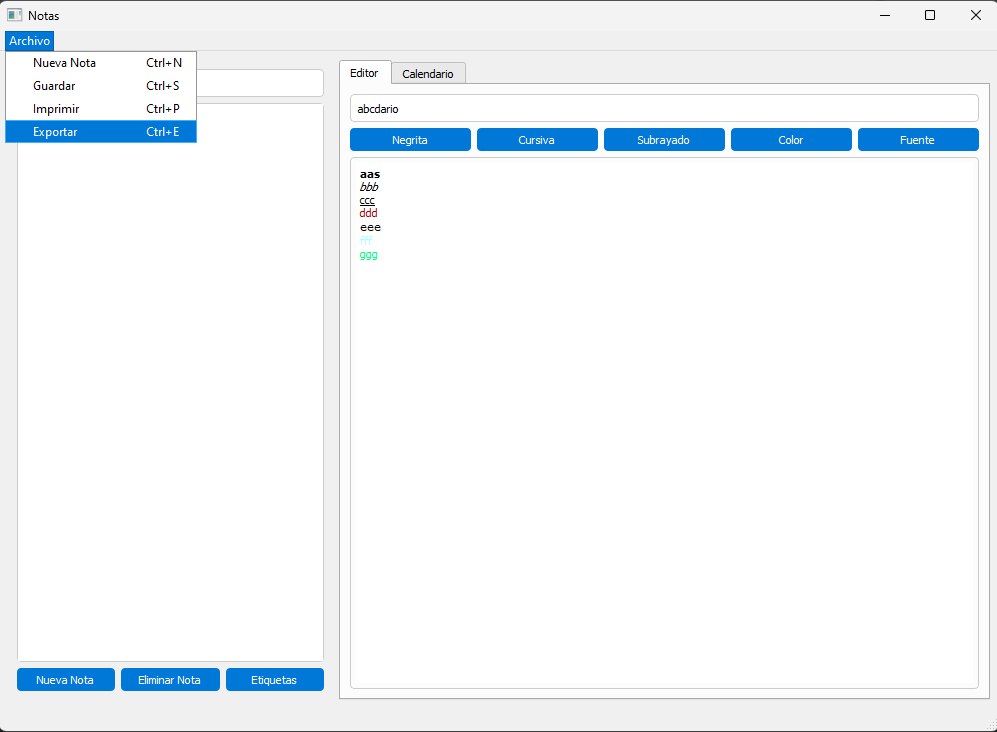 Notas
Archivo
Nueva Nota Ctrl+N
Guardar Ctrl+S
Imprimir Ctrl+P
Exportar Ctrl+E
Editor Calendario
abcdario
Negrita Cursiva Subrayado Color Fuente
aas
bbb
ccc
ddd
eee
fff
ggg
Nueva Nota Eliminar Nota Etiquetas